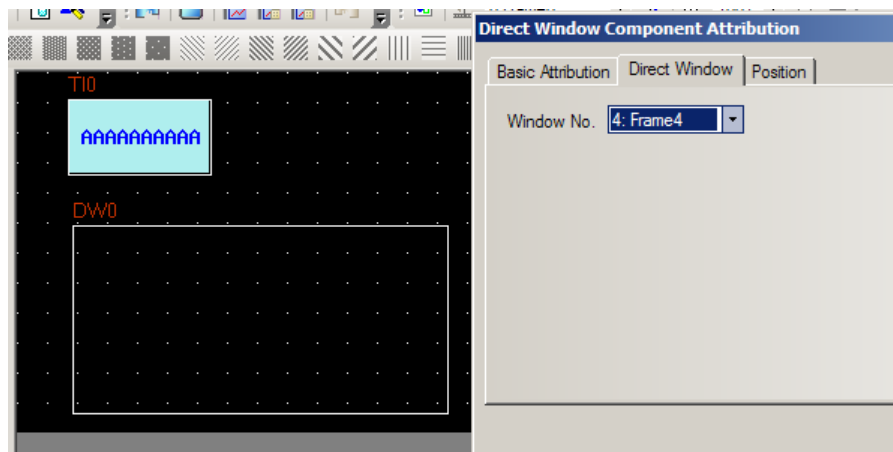 Direct Window Component Attribution
Basic Attribution Direct Window Position
TI0
Window No. 4: Frame4
AAAAAAAAAA
DW0